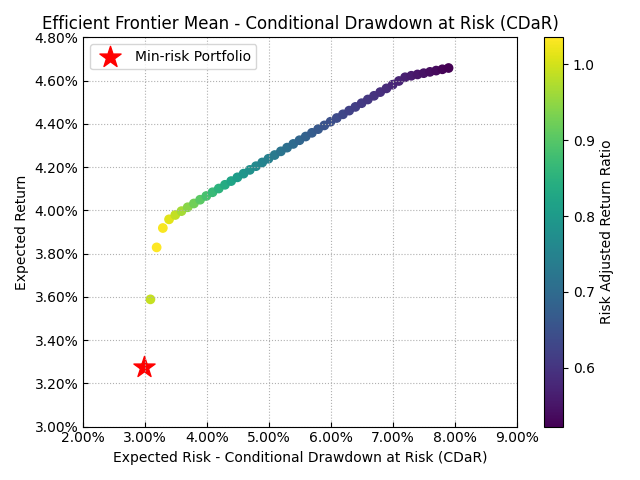 Efficient Frontier Mean - Conditional Drawdown at Risk (CDaR)
Min-risk Portfolio
Expected Return
4.80%
4.60%
4.40%
4.20%
4.00%
3.80%
3.60%
3.40%
3.20%
3.00%
2.00% 3.00% 4.00% 5.00% 6.00% 7.00% 8.00% 9.00%
Expected Risk - Conditional Drawdown at Risk (CDaR)
1.0
0.9
0.8
0.7
0.6
Risk Adjusted Return Ratio